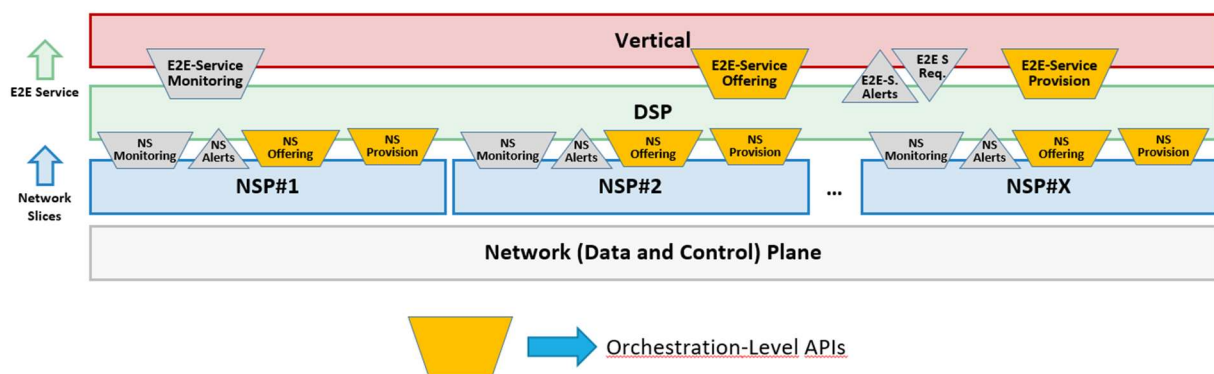 Vertical
E2E-Service
Monitoring
E2E-Service
Offering
E2E-S.
Alerts
E2E S
Req.
E2E-Service
Provision
E2E Service
DSP
NS
Monitoring
NS
Alerts
NS
Offering
NS
Provision
NS
Monitoring
NS
Alerts
NS
Offering
NS
Provision
NS
Monitoring
NS
Alerts
NS
Offering
NS
Provision
Network
Slices
NSP#1
NSP#2
...
NSP#X
Network (Data and Control) Plane
Orchestration-Level APIs